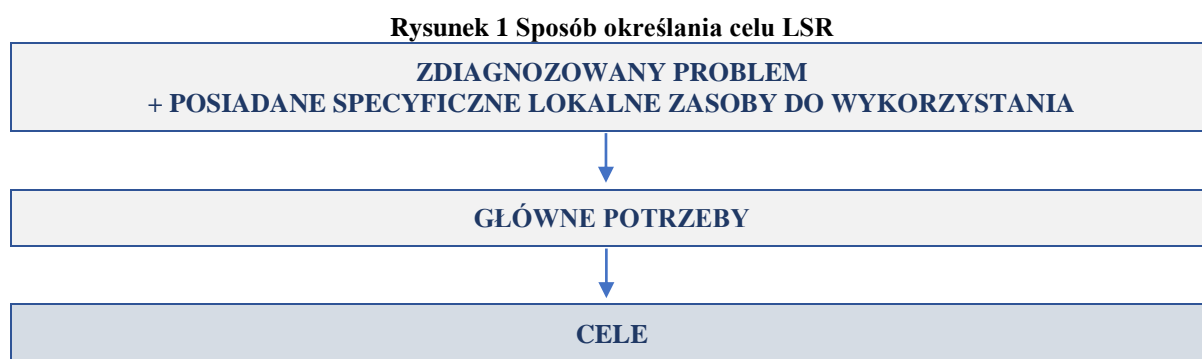 Rysunek 1 Sposób określania celu LSR
ZDIAGNOZOWANY PROBLEM
+ POSIADANE SPECYFICZNE LOKALNE ZASOBY DO WYKORZYSTANIA
GŁÓWNE POTRZEBY
CELE